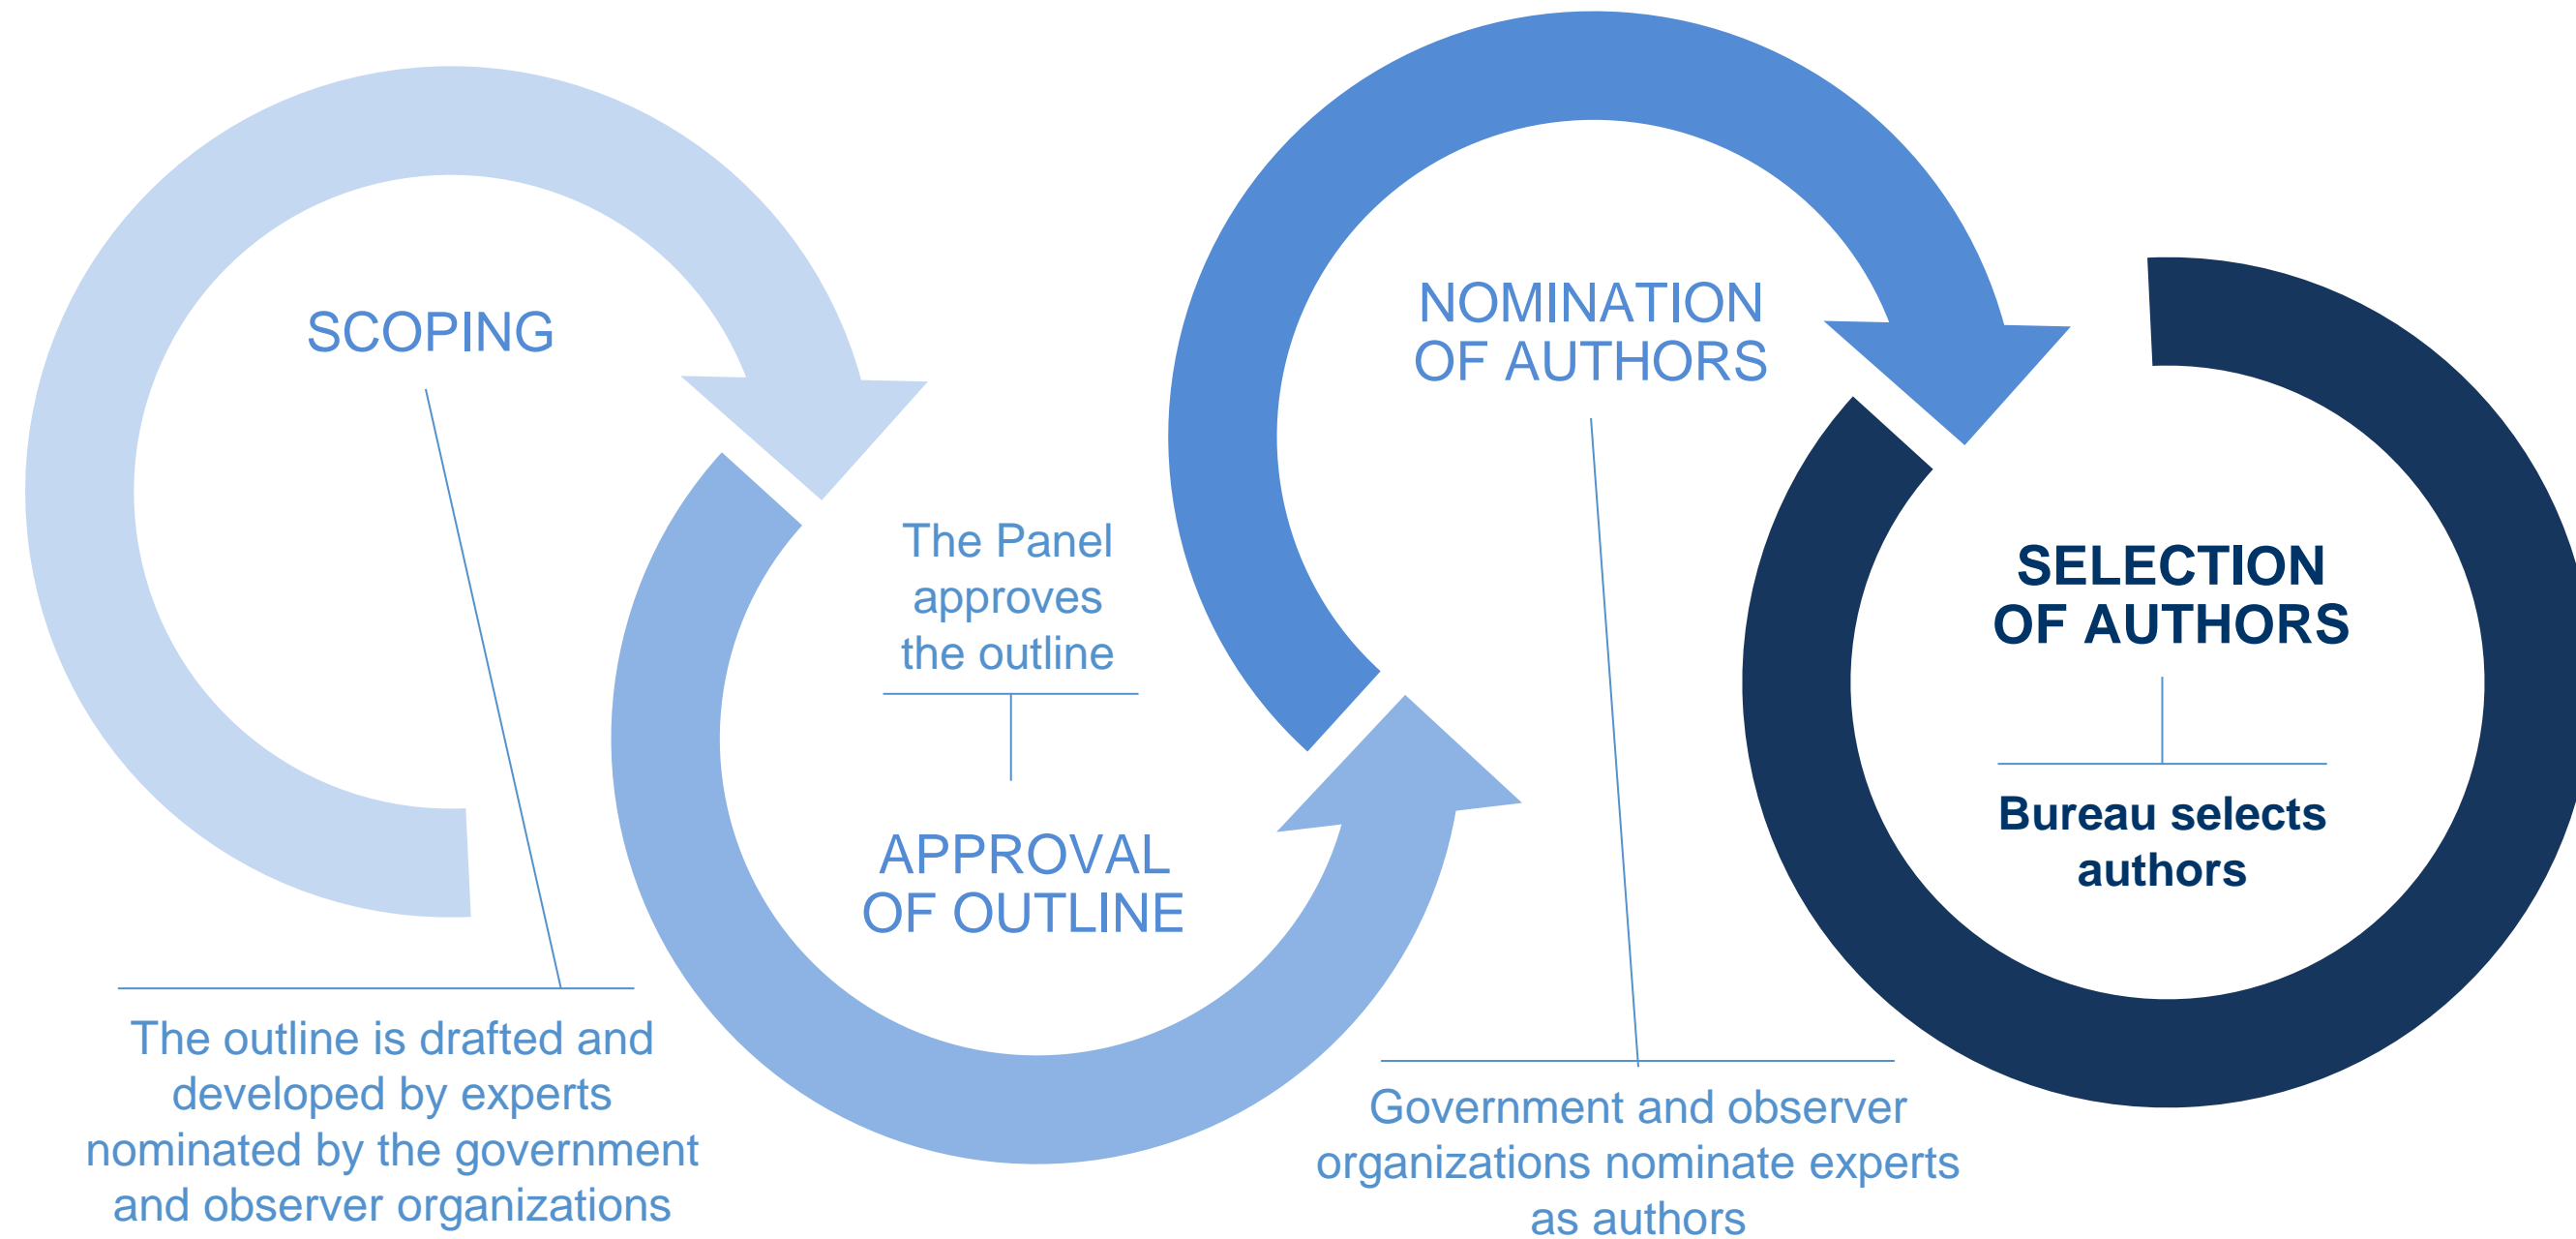 SCOPING
The outline is drafted and
developed by experts
nominated by the government
and observer organizations
The Panel
approves
the outline
APPROVAL
OF OUTLINE
NOMINATION
OF AUTHORS
Government and observer
organizations nominate experts
as authors
SELECTION
OF AUTHORS
Bureau selects
authors